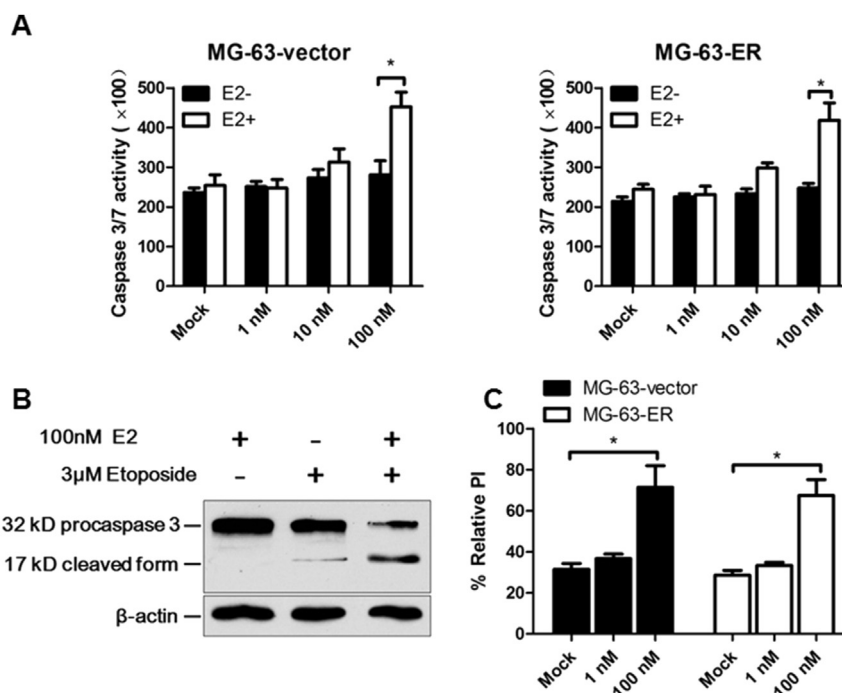 A
MG-63-vector
Caspase 3/7 activity ( ×100)
500
400
300
200
100
0
E2-
E2+
*
Mock
1 nM
10 nM
100 nM
MG-63-ER
Caspase 3/7 activity ( ×100)
500
400
300
200
100
0
E2-
E2+
*
Mock
1 nM
10 nM
100 nM
B
100nM E2 + – +
3μM Etoposide – + +
32 kD procaspase 3
17 kD cleaved form
β-actin
C
MG-63-vector
MG-63-ER
% Relative PI
100
80
60
40
20
0
*
*
Mock
1 nM
100 nM
Mock
1 nM
100 nM